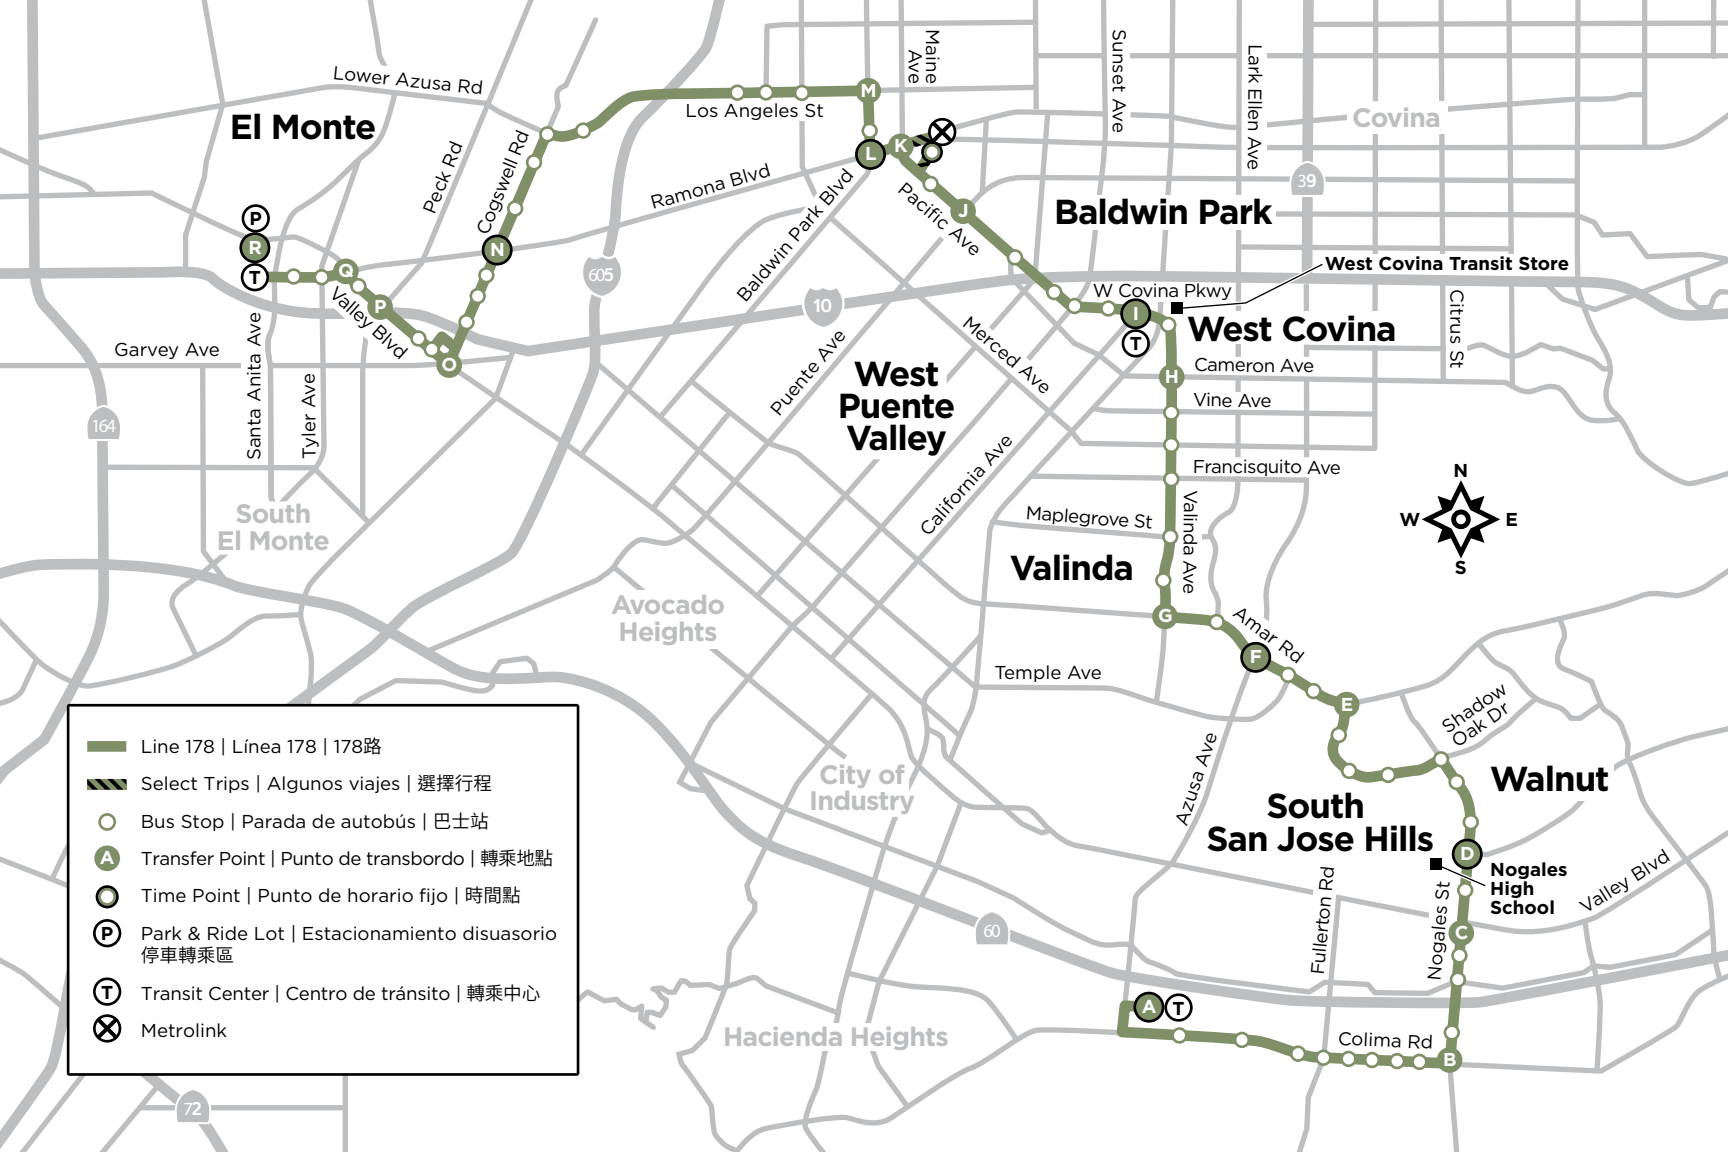 Maine
Ave
Sunset Ave
Lark Ellen Ave
Lower Azusa Rd
El Monte
Los Angeles St
M
Covina
Peck Rd
Cogswell Rd
Ramona Blvd
L
K
Baldwin Park Blvd
Pacific Ave
J
39
Baldwin Park
P
R
T
Q
P
Valley Blvd
O
N
605
10
West Covina Transit Store
W Covina Pkwy
I
T
West Covina
Citrus St
Garvey Ave
Santa Anita Ave
Tyler Ave
164
Puente Ave
Merced Ave
West
Puente
Valley
H
Cameron Ave
Vine Ave
California Ave
Francisquito Ave
N
W
E
S
South
El Monte
Maplegrove St
Valinda Ave
Valinda
G
Amar Rd
F
Avocado
Heights
Temple Ave
E
Shadow
Oak Dr
Azusa Ave
City of
Industry
Walnut
South
San Jose Hills
D
Nogales
High
School
Valley Blvd
Fullerton Rd
Nogales St
C
60
A
T
Hacienda Heights
Colima Rd
B
Line 178 | Línea 178 | 178路
Select Trips | Algunos viajes | 選擇行程
Bus Stop | Parada de autobús | 巴士站
A Transfer Point | Punto de transbordo | 轉乘地點
Time Point | Punto de horario fijo | 時間點
P Park & Ride Lot | Estacionamiento disuasorio
停車轉乘區
T Transit Center | Centro de tránsito | 轉乘中心
Metrolink
72